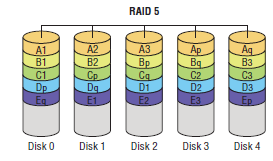 RAID 5
A1 A2 A3 Ap Aq
B1 B2 Bp Bq B3
C1 Cp Cq C2 C3
Dp Dq D1 D2 D3
Eq E1 E2 E3 Ep
Disk 0 Disk 1 Disk 2 Disk 3 Disk 4